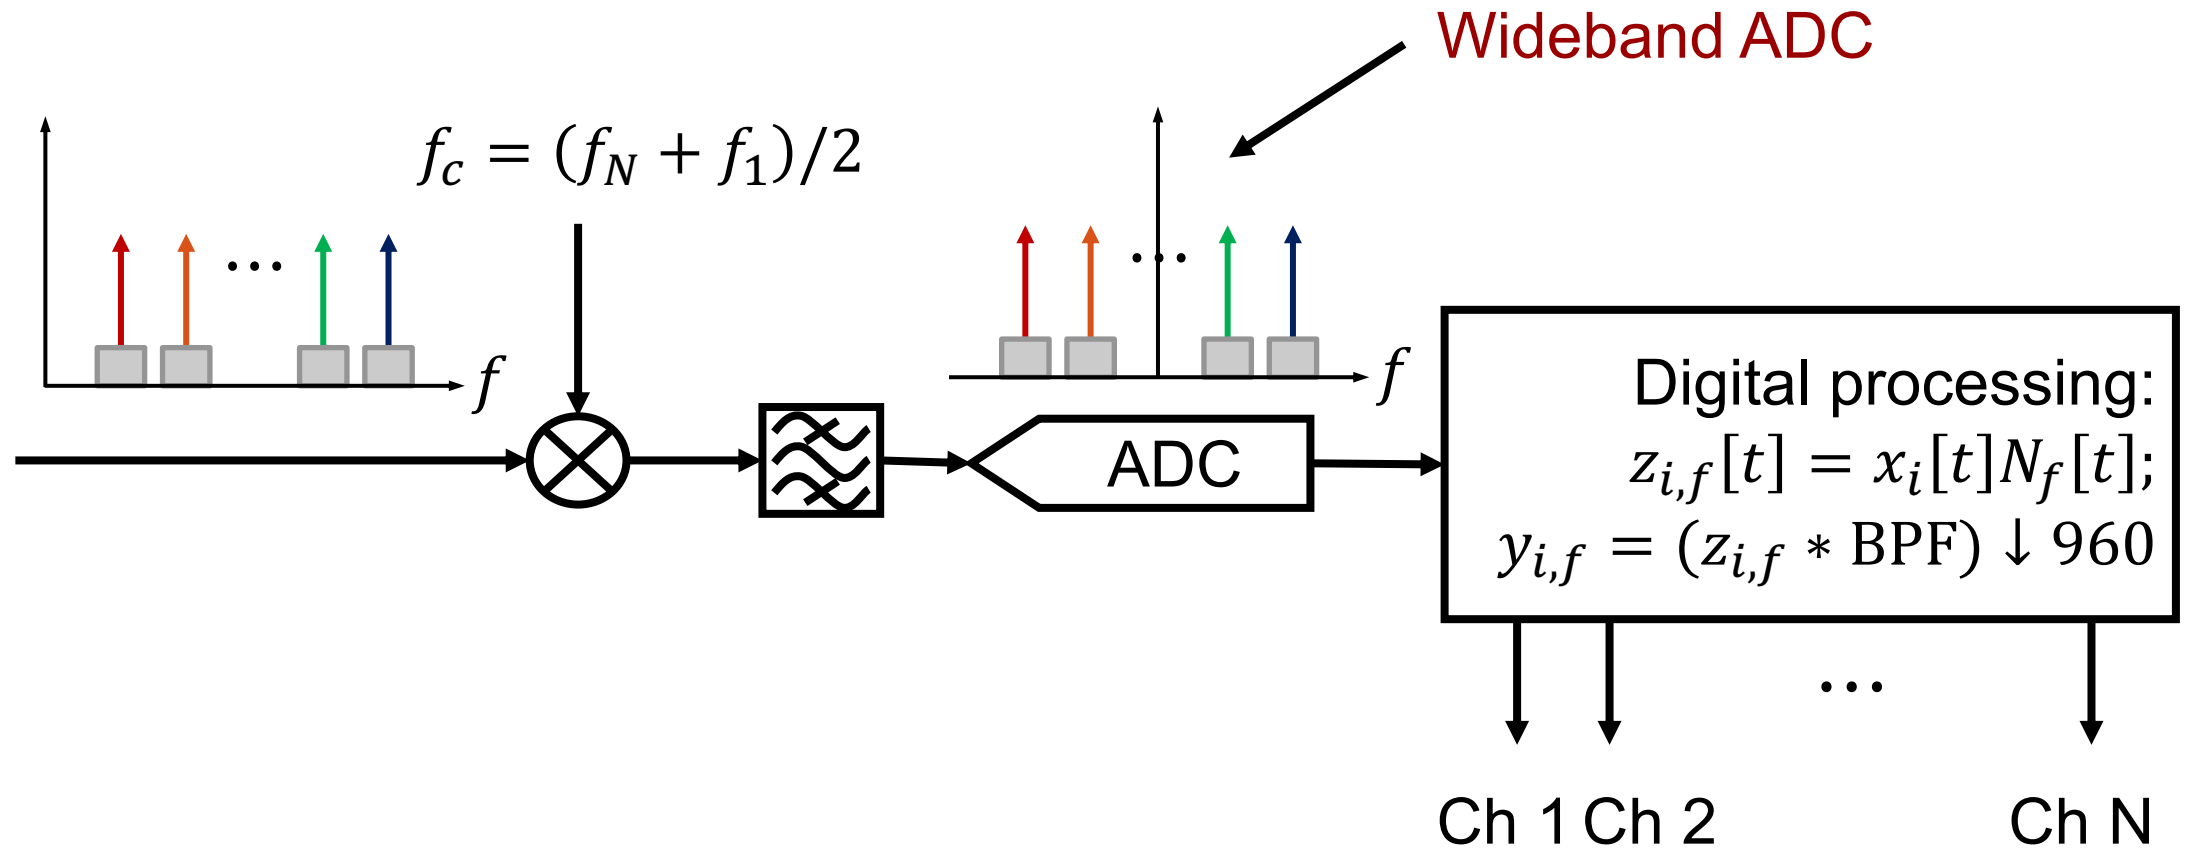 Wideband ADC
f_c = (f_N + f_1)/2
...
...
f
f
ADC
Digital processing:
z_{i,f}[t] = x_i[t]N_f[t];
y_{i,f} = (z_{i,f} * BPF) ↓ 960
...
Ch 1 Ch 2 Ch N